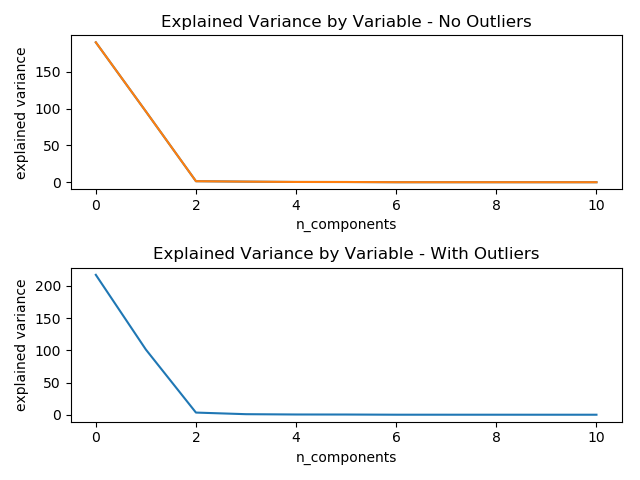 Explained Variance by Variable - No Outliers
explained variance
150
100
50
0
0 2 4 6 8 10
n_components
Explained Variance by Variable - With Outliers
explained variance
200
150
100
50
0
0 2 4 6 8 10
n_components